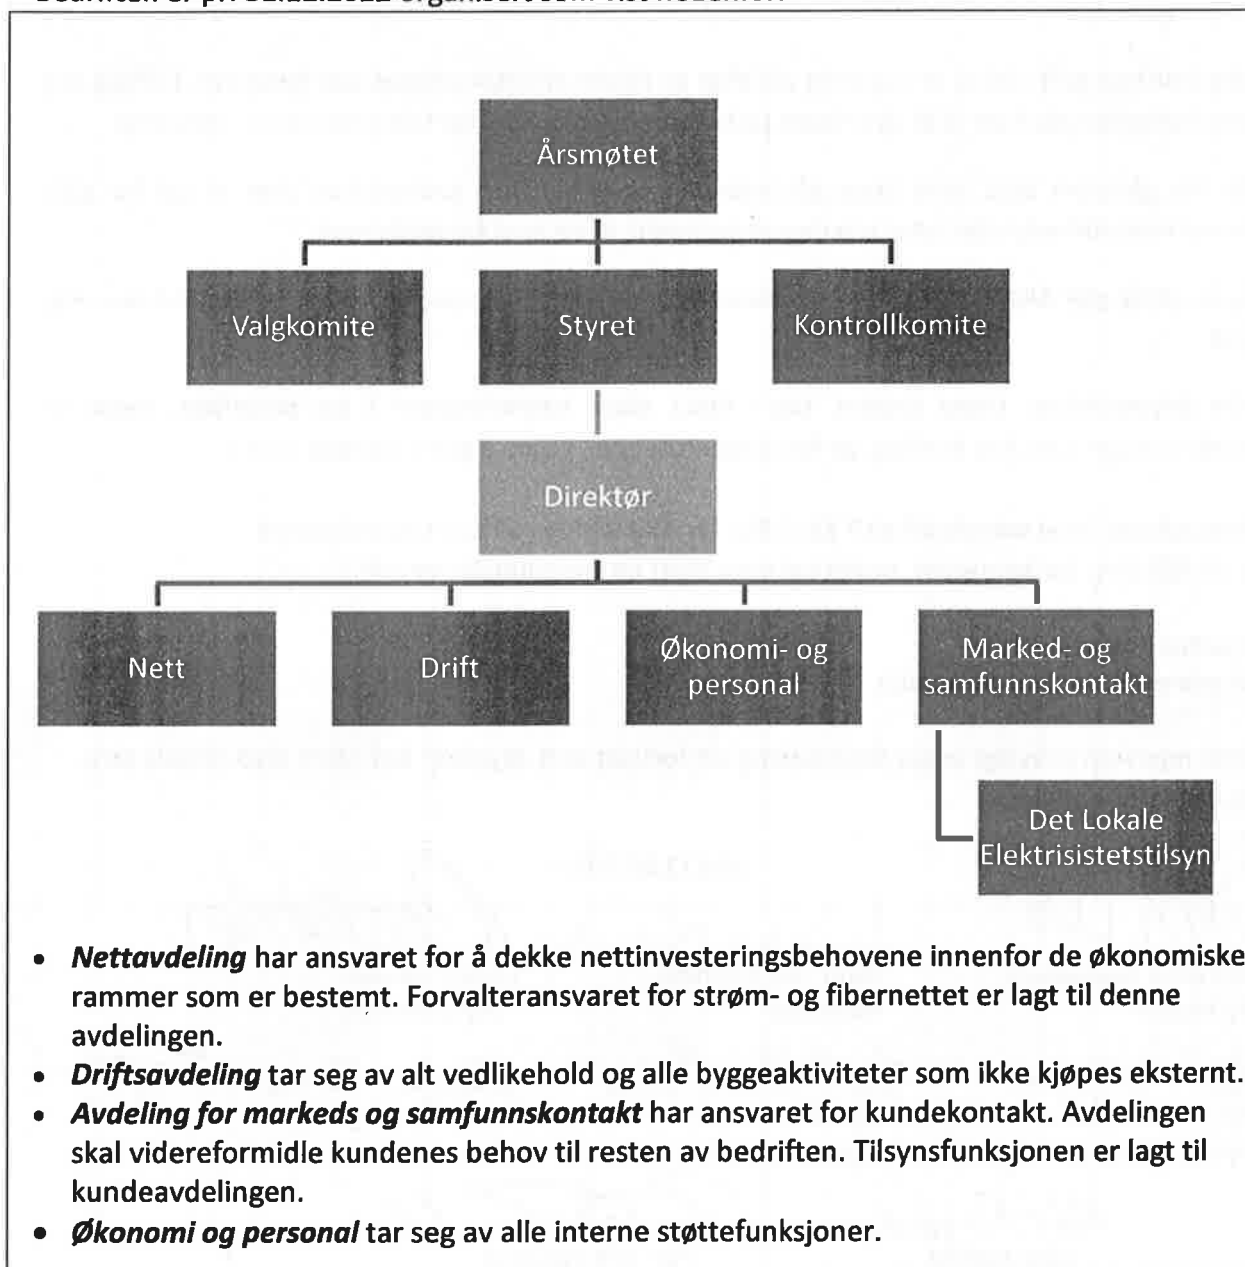 Årsmøtet
Valgkomite
Styret
Kontrollkomite
Direktør
Nett
Drift
Økonomi- og
personal
Marked- og
samfunnskontakt
Det Lokale
Elektrisistetstilsyn
• Nettavdeling har ansvaret for å dekke nettinvesteringsbehovene innenfor de økonomiske
rammer som er bestemt. Forvalteransvaret for strøm- og fibernettet er lagt til denne
avdelingen.
• Driftsavdeling tar seg av alt vedlikehold og alle byggeaktiviteter som ikke kjøpes eksternt.
• Avdeling for markeds og samfunnskontakt har ansvaret for kundekontakt. Avdelingen
skal videreformidle kundenes behov til resten av bedriften. Tilsynsfunksjonen er lagt til
kundeavdelingen.
• Økonomi og personal tar seg av alle interne støttefunksjoner.